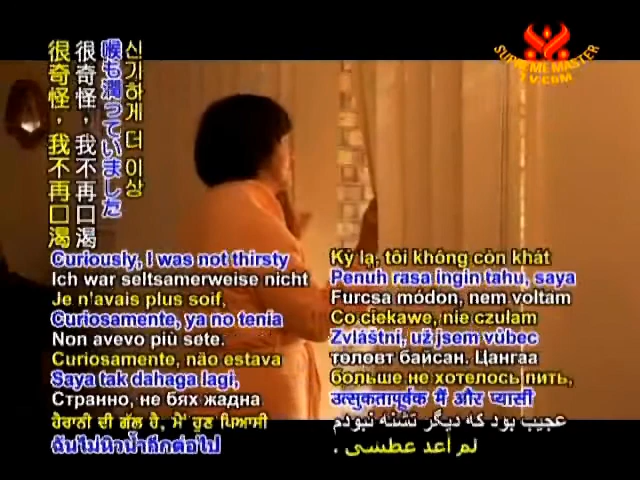 SUPREMEMASTER
TV.COM
很奇怪，我不再口渴
很奇怪，我不再口渴
喉も潤っていました
신기하게 더 이상
Curiously, I was not thirsty
Ich war seltsamerweise nicht
Je n'avais plus soif,
Curiosamente, ya no tenia
Non avevo più sete.
Curiosamente, não estava
Saya tak dahaga lagi,
Странно, не бях жадна
ਹੈਰਾਨੀ ਦੀ ਗੱਲ ਹੈ, ਮੈਂ ਹੁਣ ਪਿਆਸੀ
ฉันไม่หิวน้ำอีกต่อไป
Kỳ lạ, tôi không còn khát
Penuh rasa ingin tahu, saya
Furcsa módon, nem voltam
Co ciekawe, nie czułam
Zvláštní, už jsem vůbec
төлөвт байсан. Цангаа
больше не хотелось пить,
उत्सुकतापूर्वक मैं और प्यासी
عجیب بود که دیگر تشنه نبودم
لم أعد عطشى .